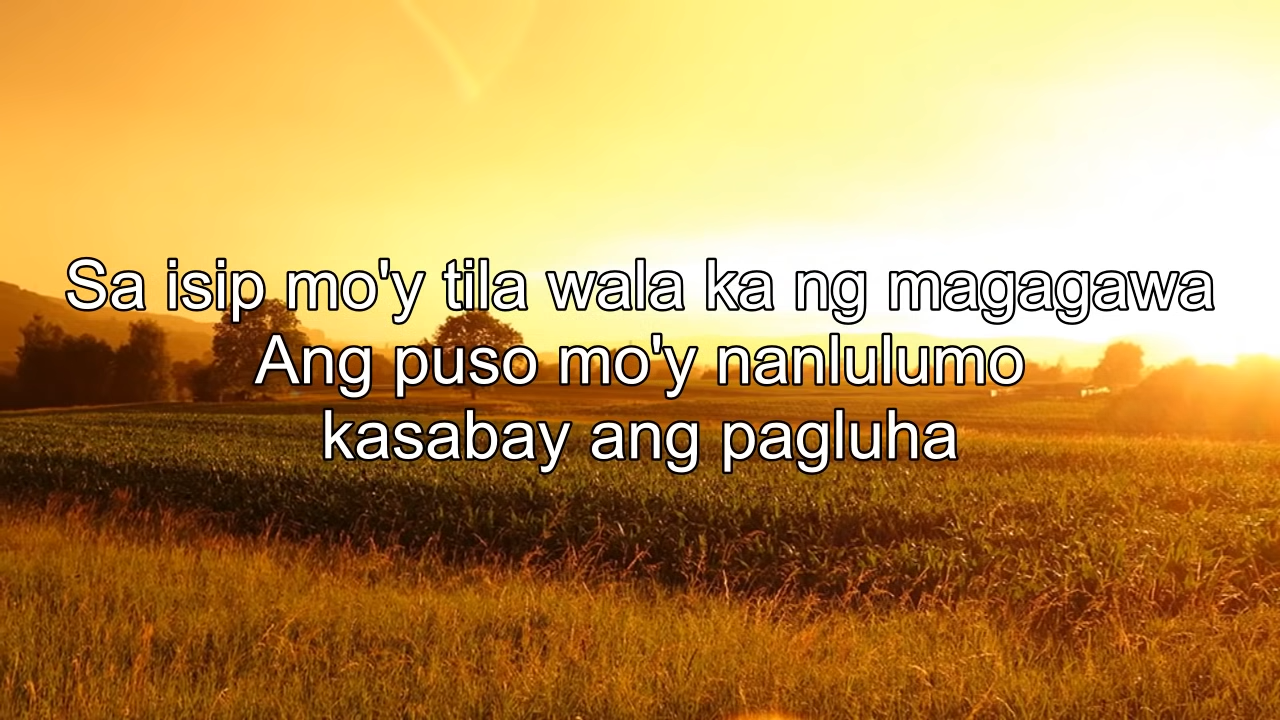 Sa isip mo'y tila wala ka ng magagawa
Ang puso mo'y nanlulumo
kasabay ang pagluha